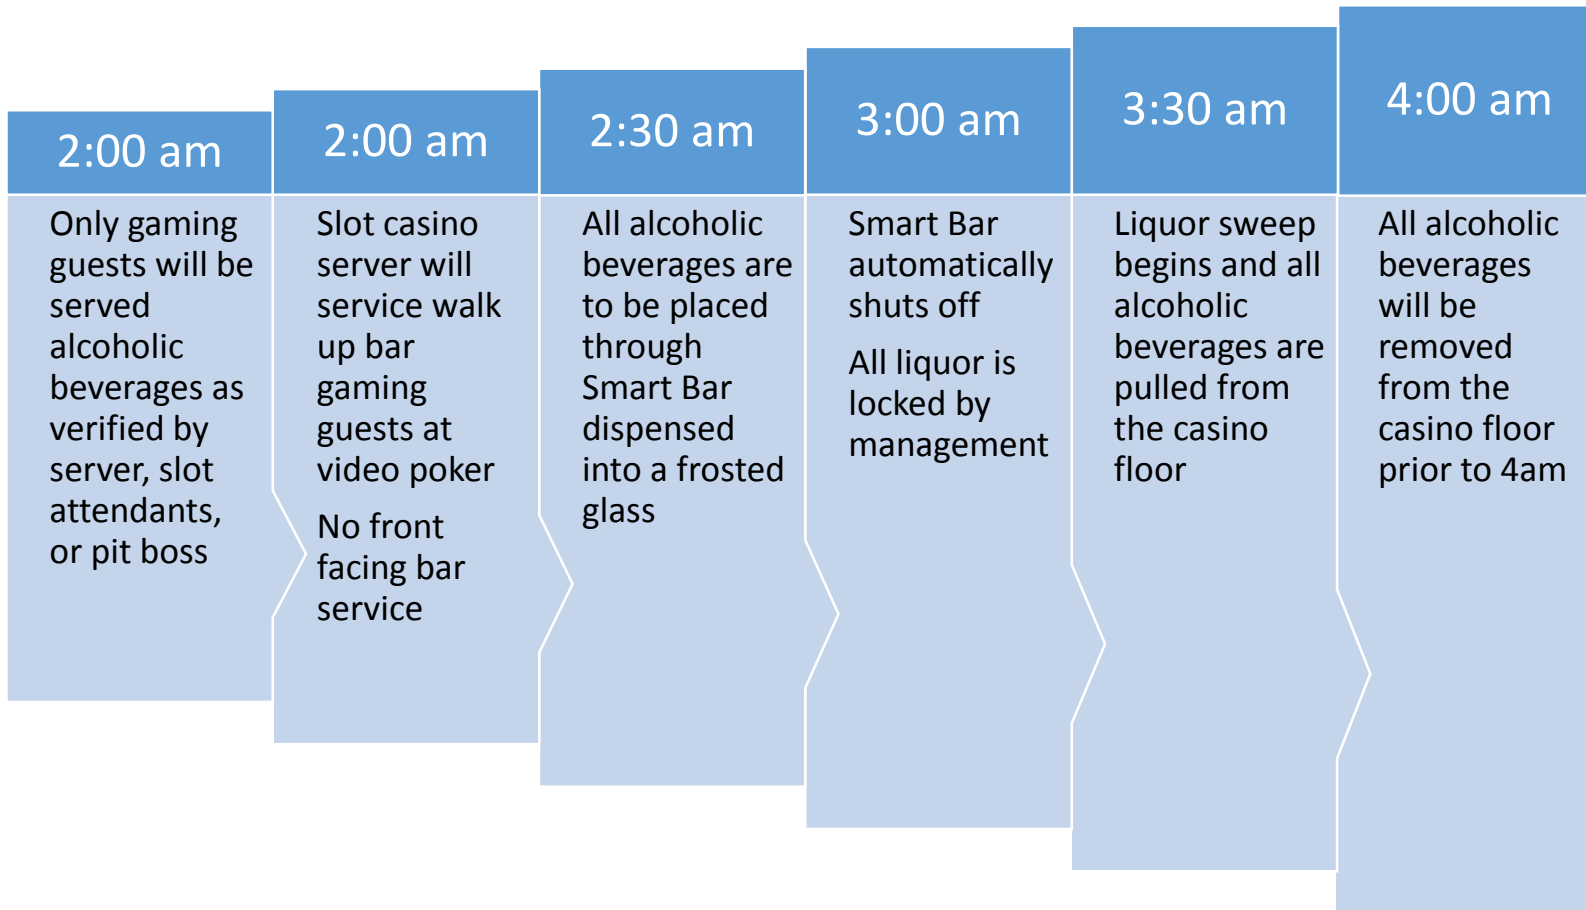 2:00 am
Only gaming
guests will be
served
alcoholic
beverages as
verified by
server, slot
attendants,
or pit boss
2:00 am
Slot casino
server will
service walk
up bar
gaming
guests at
video poker
No front
facing bar
service
2:30 am
All alcoholic
beverages are
to be placed
through
Smart Bar
dispensed
into a frosted
glass
3:00 am
Smart Bar
automatically
shuts off
All liquor is
locked by
management
3:30 am
Liquor sweep
begins and all
alcoholic
beverages are
pulled from
the casino
floor
4:00 am
All alcoholic
beverages
will be
removed
from the
casino floor
prior to 4am